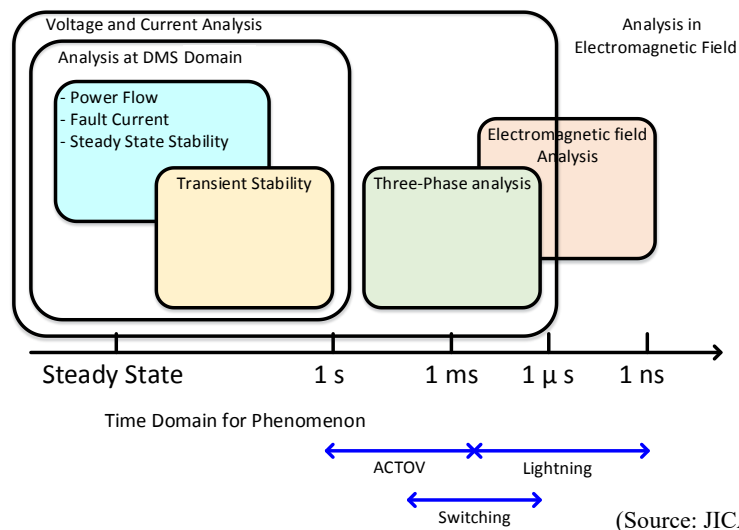 Voltage and Current Analysis
Analysis in
Electromagnetic Field
Analysis at DMS Domain
- Power Flow
- Fault Current
- Steady State Stability
Electromagnetic field
Analysis
Transient Stability
Three-Phase analysis
Steady State
1 s
1 ms
1 μ s
1 ns
Time Domain for Phenomenon
ACTOV
Lightning
Switching
(Source: JIC